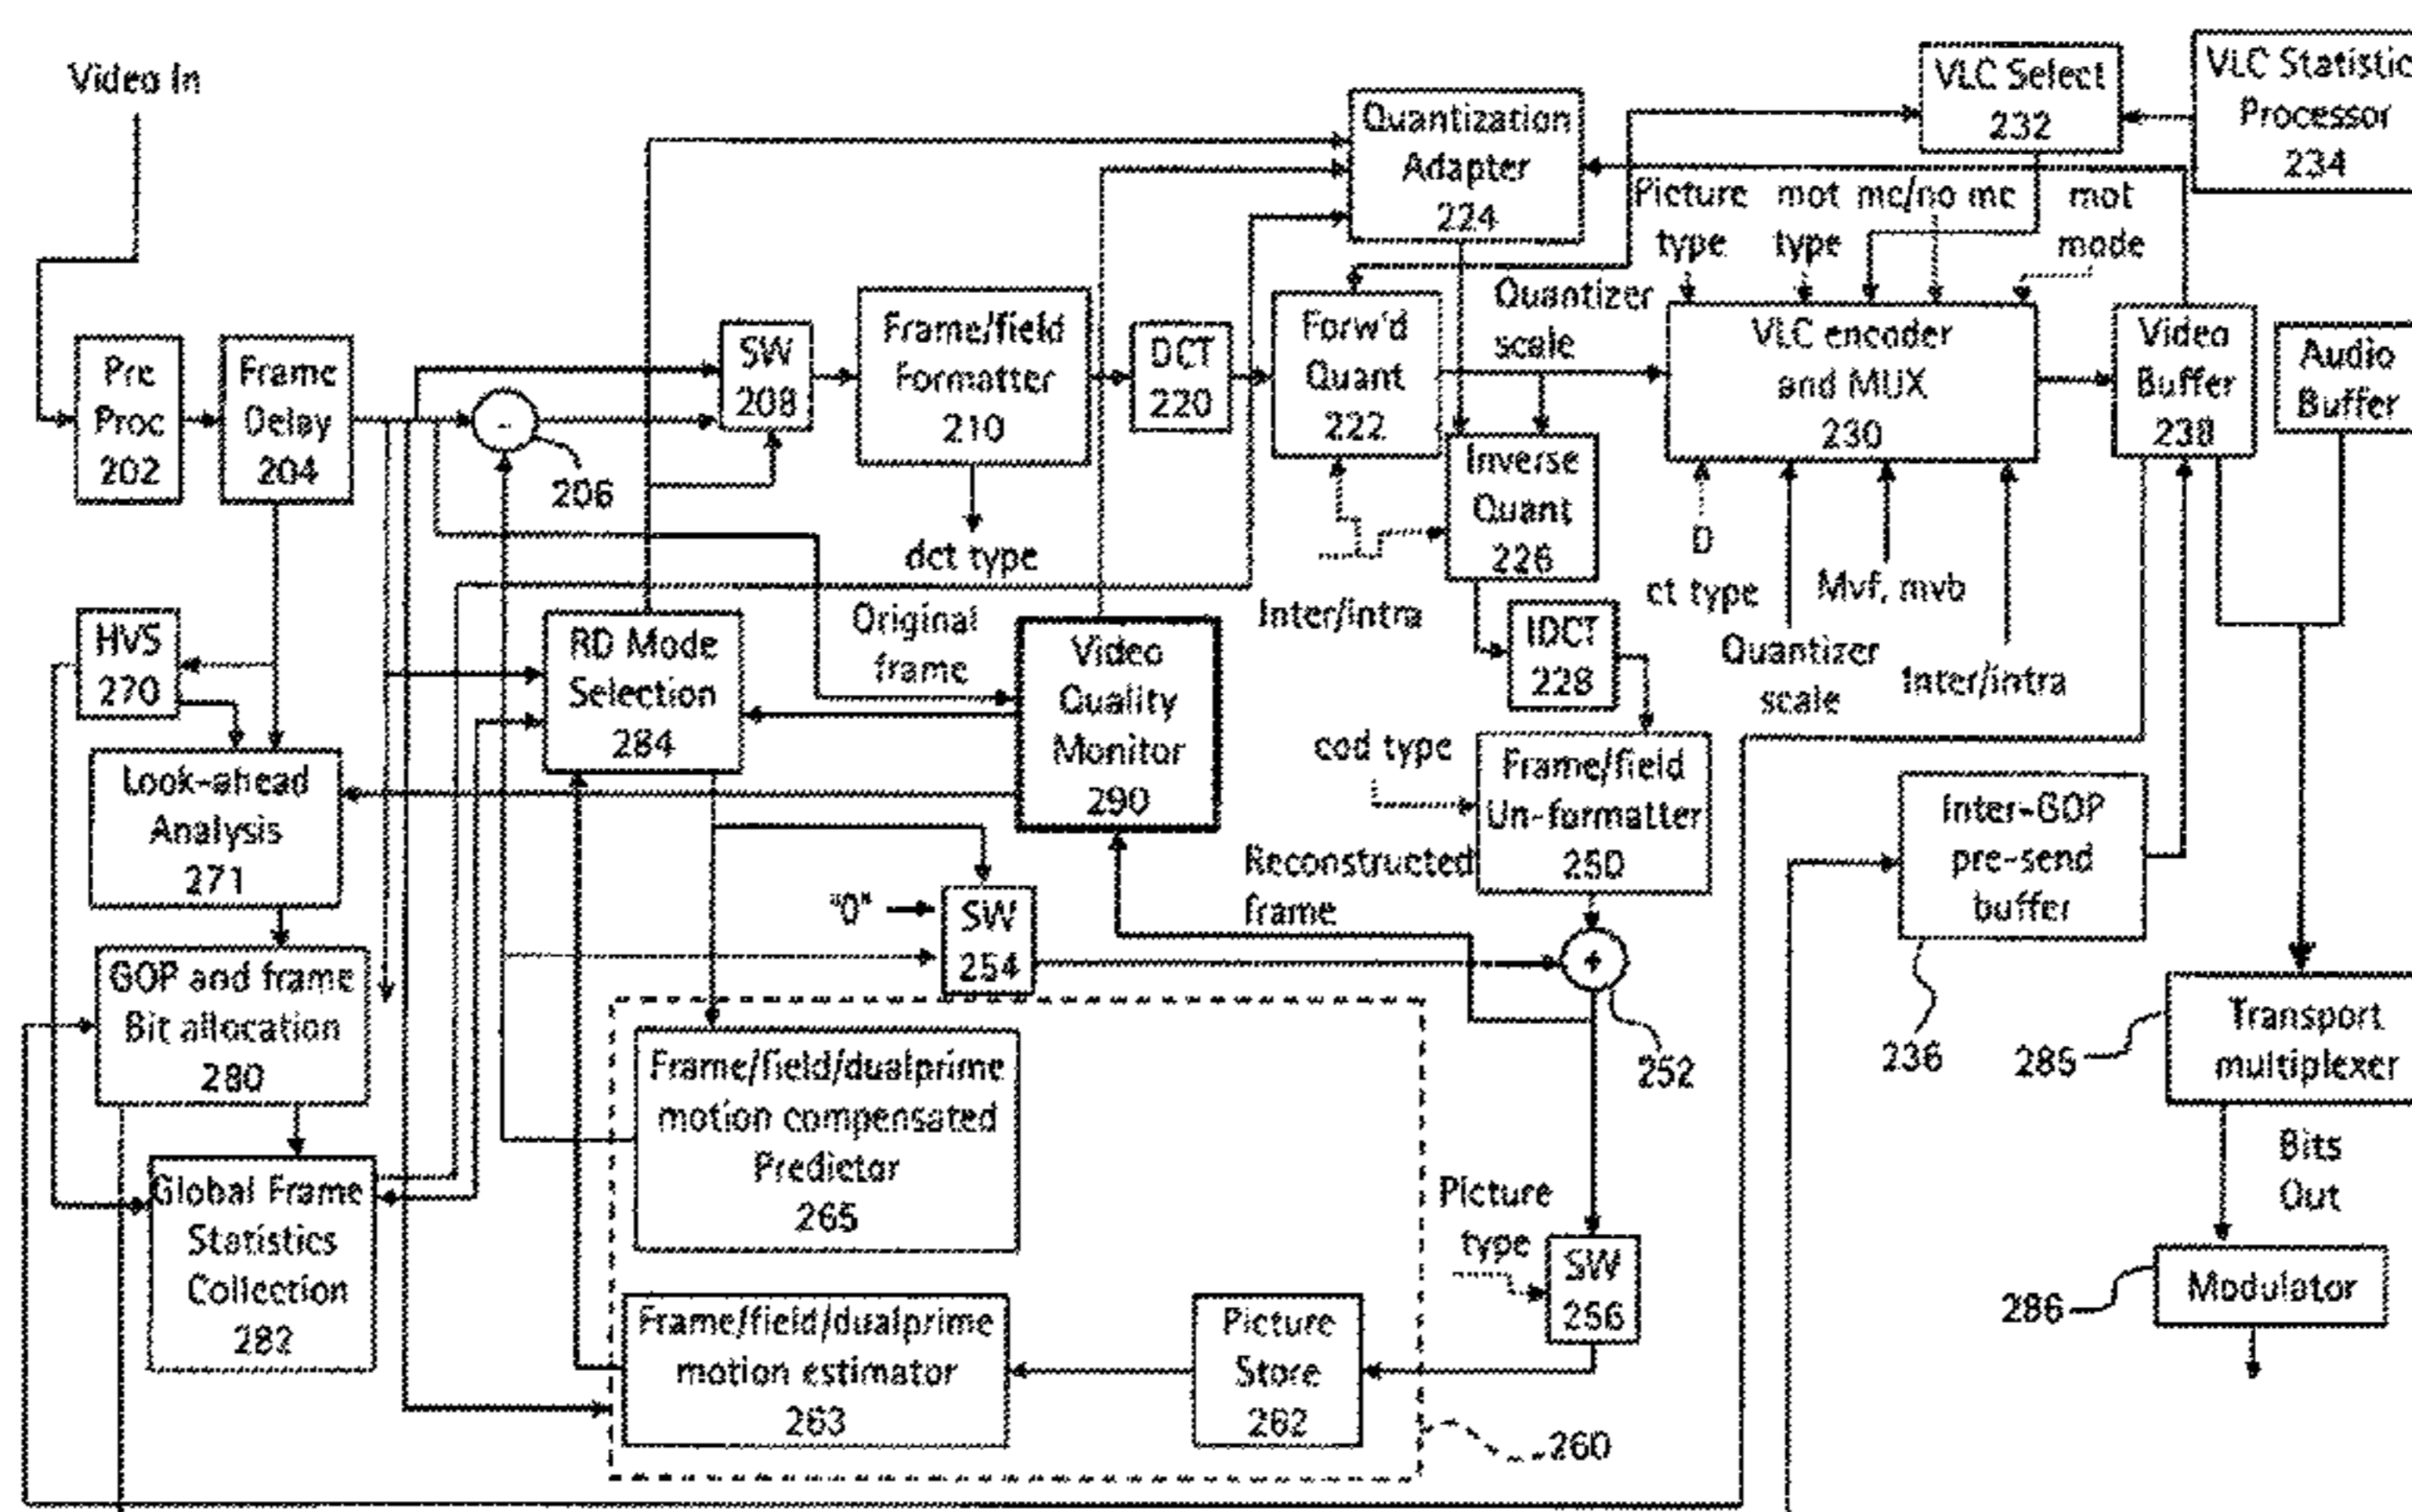 Video In
Pre
Proc
202
Frame
Delay
204
-
206
SW
208
Frame/field
Formatter
210
dct type
DCT
220
Quantization
Adapter
224
Forw'd
Quant
222
Quantizer
scale
Inverse
Quant
226
Inter/intra
IDCT
228
VLC Select
232
VLC Statistic
Processor
234
Picture
type
mot
type
mc/no mc
mot
mode
VLC encoder
and MUX
230
D
ct type
Quantizer
scale
Mvf, mvb
Inter/intra
Video
Buffer
238
Audio
Buffer
HVS
270
Look-ahead
Analysis
271
GOP and frame
Bit allocation
280
Global Frame
Statistics
Collection
282
RD Mode
Selection
284
Original
frame
Video
Quality
Monitor
290
cod type
Frame/field
Un-formatter
250
Reconstructed
frame
"0"
SW
254
+
252
Frame/field/dualprime
motion compensated
Predictor
265
Frame/field/dualprime
motion estimator
263
Picture
Store
262
260
Picture
type
SW
256
Inter-GOP
pre-send
buffer
236
Transport
multiplexer
285
Bits
Out
Modulator
286